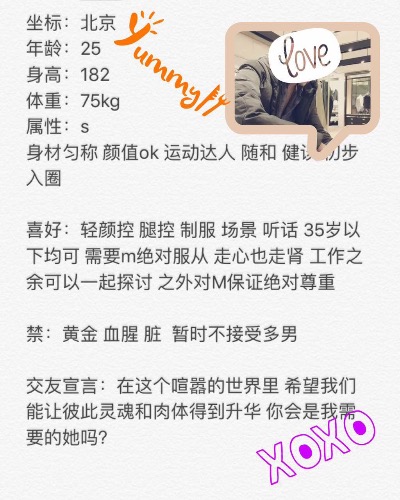 坐标：北京
年龄：25
身高：182
体重：75kg
属性：s
身材匀称 颜值ok 运动达人 随和 健谈 初步
入圈
喜好：轻颜控 腿控 制服 场景 听话 35岁以
下均可 需要m绝对服从 走心也走肾 工作之
余可以一起探讨 之外对M保证绝对尊重
禁：黄金 血腥 脏 暂时不接受多男
交友宣言：在这个喧嚣的世界里 希望我们
能让彼此灵魂和肉体得到升华 你会是我需
要的她吗?
Yummy
love
XOXO